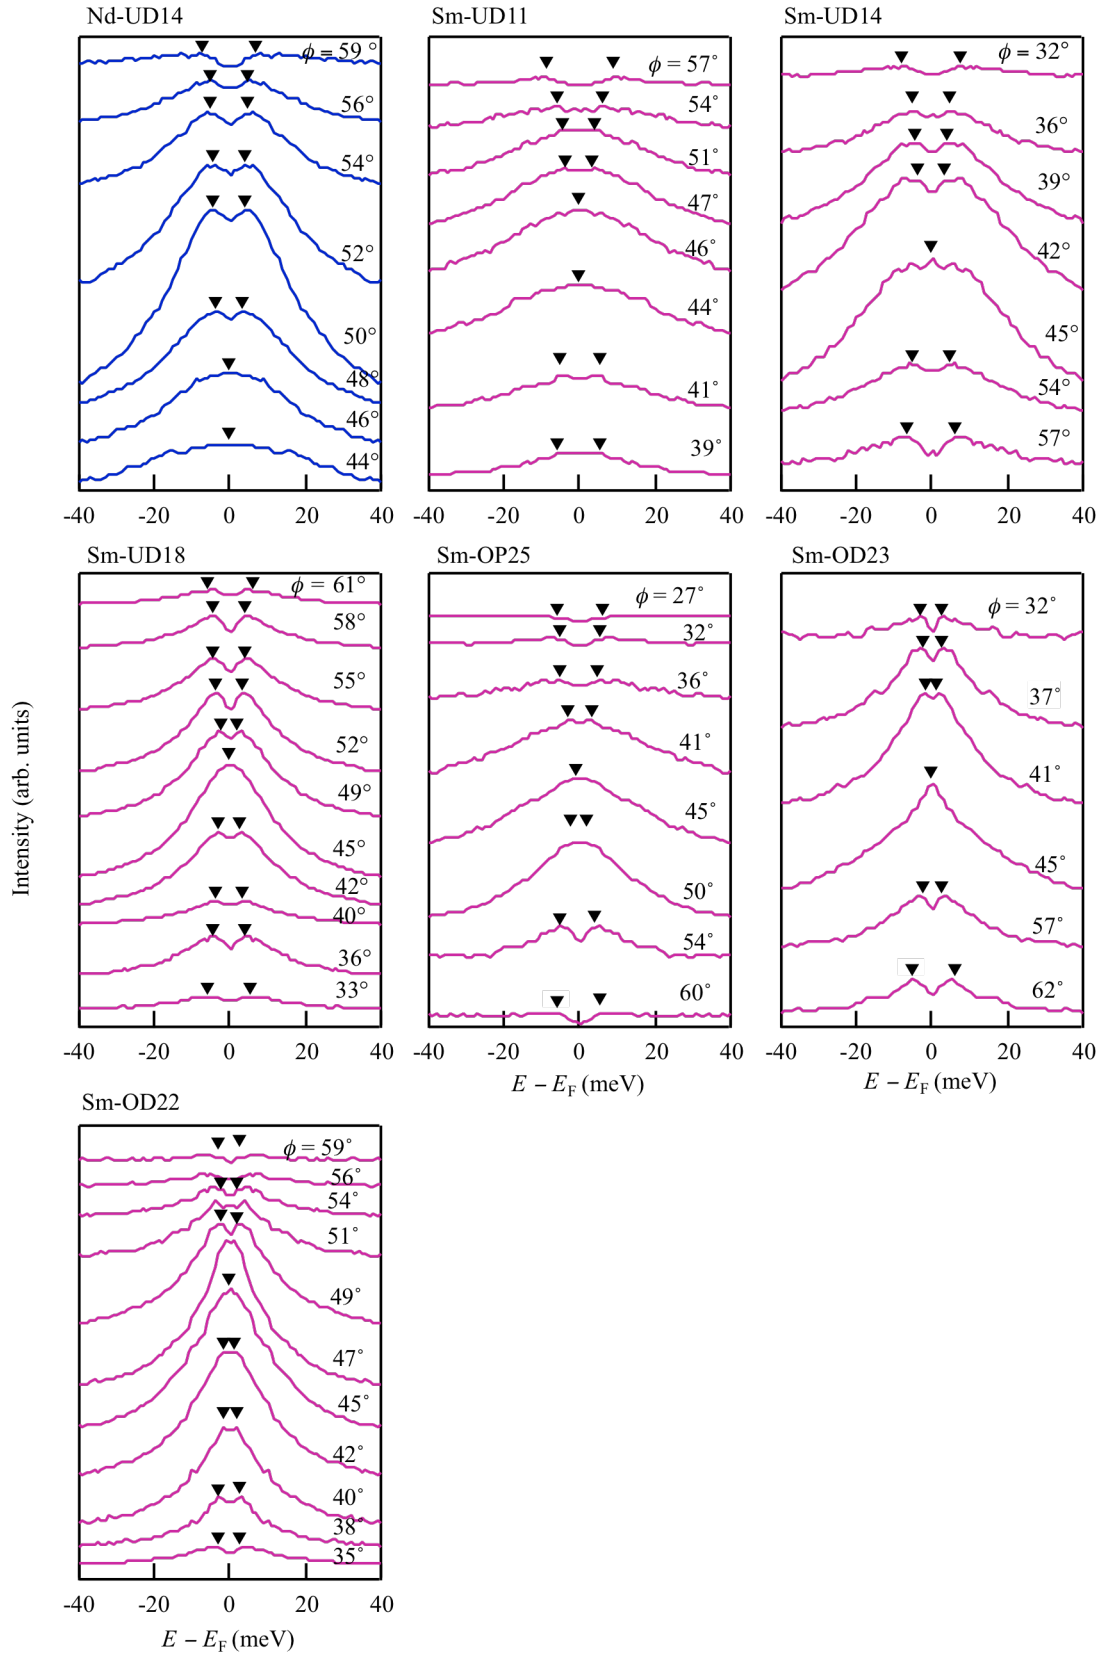 Nd-UD14
ϕ = 59 °
56°
54°
52°
50°
48°
46°
44°
-40 -20 0 20 40
Sm-UD11
ϕ = 57˚
54˚
51˚
47˚
46˚
44˚
41˚
39˚
-40 -20 0 20 40
Sm-UD14
ϕ = 32°
36°
39°
42°
45°
54°
57°
-40 -20 0 20 40
Intensity (arb. units)
Sm-UD18
ϕ = 61°
58°
55°
52°
49°
45°
42°
40°
36°
33°
-40 -20 0 20 40
Sm-OP25
ϕ = 27˚
32˚
36˚
41˚
45˚
50˚
54˚
60˚
-40 -20 0 20 40
E – EF (meV)
Sm-OD23
ϕ = 32˚
37˚
41˚
45˚
57˚
62˚
-40 -20 0 20 40
E – EF (meV)
Sm-OD22
ϕ = 59˚
56˚
54˚
51˚
49˚
47˚
45˚
42˚
40˚
38˚
35˚
-40 -20 0 20 40
E – EF (meV)